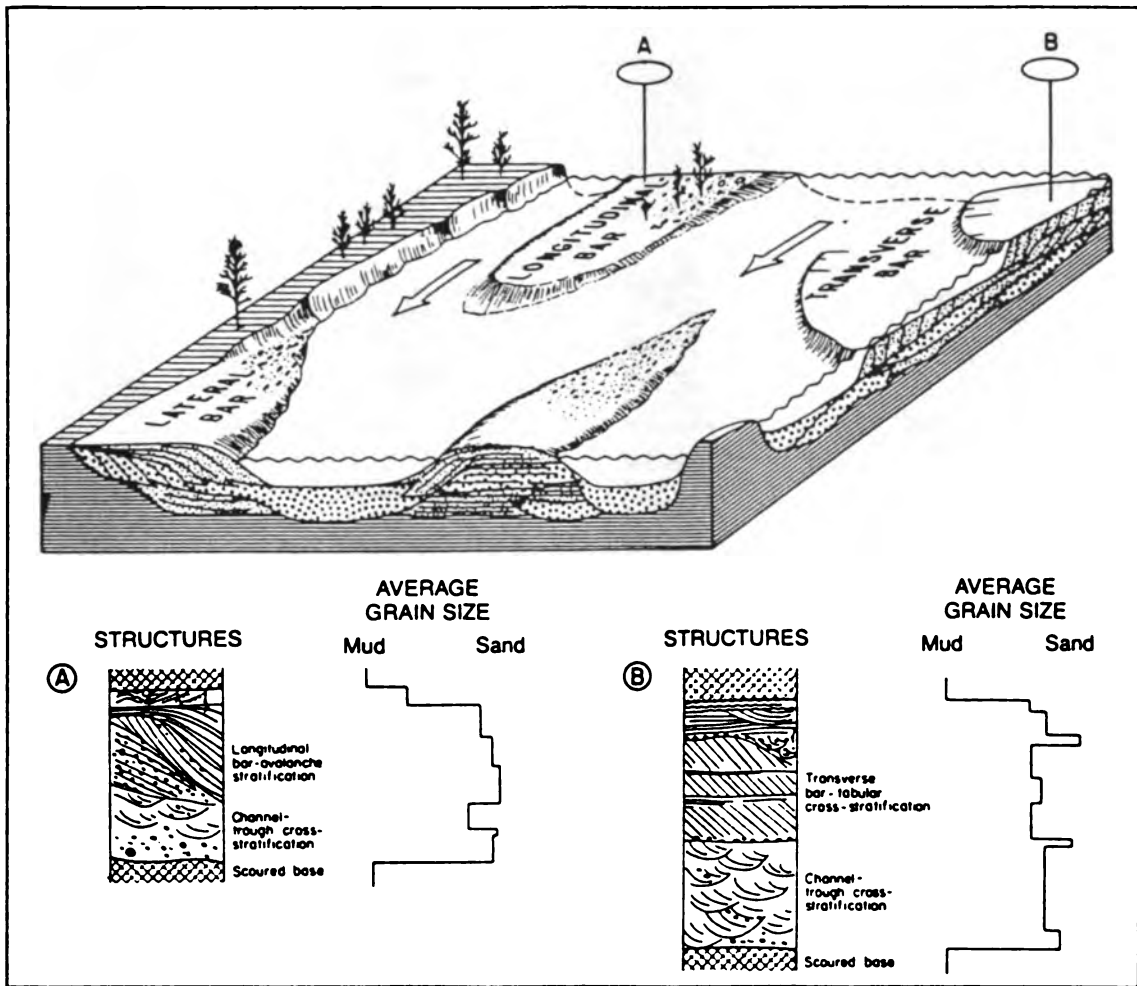 A
B
LONGITUDINAL
BAR
TRANSVERSE
BAR
LATERAL
BAR
AVERAGE
GRAIN SIZE
STRUCTURES
Mud
Sand
A
Longitudinal
bar-avalanche
stratification
Channel-
trough cross-
stratification
Scoured base
AVERAGE
GRAIN SIZE
STRUCTURES
Mud
Sand
B
Transverse
bar-tabular
cross-stratification
Channel-
trough cross-
stratification
Scoured base